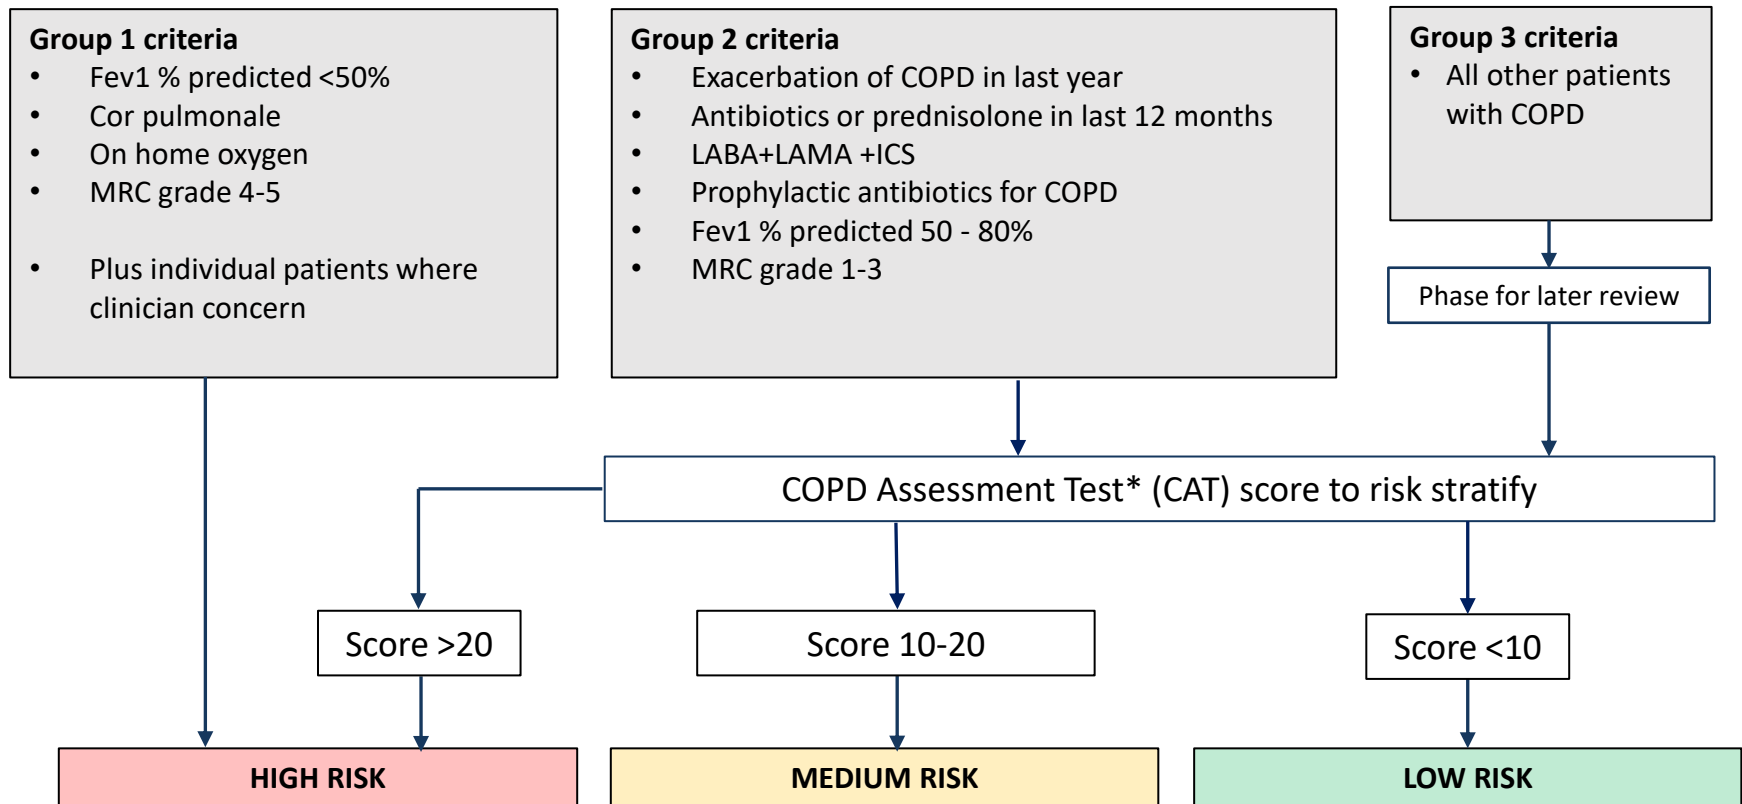 Group 1 criteria
• Fev1 % predicted <50%
• Cor pulmonale
• On home oxygen
• MRC grade 4-5
• Plus individual patients where
clinician concern
Group 2 criteria
• Exacerbation of COPD in last year
• Antibiotics or prednisolone in last 12 months
• LABA+LAMA +ICS
• Prophylactic antibiotics for COPD
• Fev1 % predicted 50 - 80%
• MRC grade 1-3
Group 3 criteria
• All other patients
with COPD
Phase for later review
COPD Assessment Test* (CAT) score to risk stratify
Score >20
Score 10-20
Score <10
HIGH RISK
MEDIUM RISK
LOW RISK